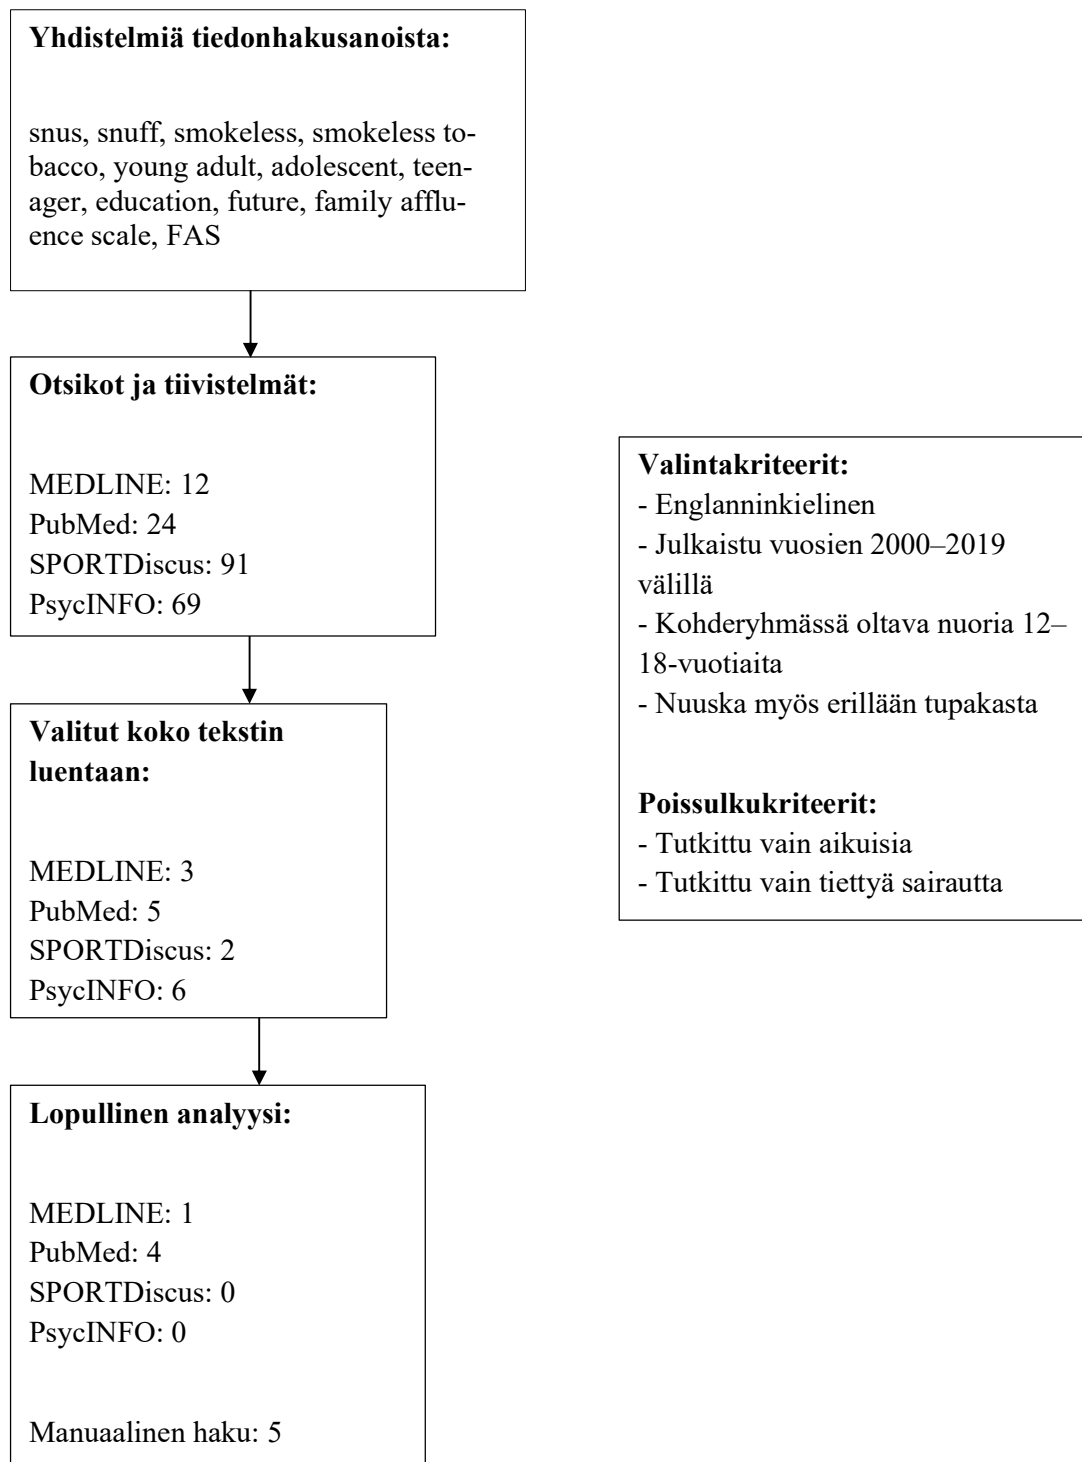 Yhdistelmiä tiedonhakusanoista:
snus, snuff, smokeless, smokeless to-
bacco, young adult, adolescent, teen-
ager, education, future, family afflu-
ence scale, FAS
Otsikot ja tiivistelmät:
MEDLINE: 12
PubMed: 24
SPORTDiscus: 91
PsycINFO: 69
Valintakriteerit:
- Englanninkielinen
- Julkaistu vuosien 2000–2019
välillä
- Kohderyhmässä oltava nuoria 12–
18-vuotiaita
- Nuuska myös erillään tupakasta
Poissulkukriteerit:
- Tutkittu vain aikuisia
- Tutkittu vain tiettyä sairautta
Valitut koko tekstin
luentaan:
MEDLINE: 3
PubMed: 5
SPORTDiscus: 2
PsycINFO: 6
Lopullinen analyysi:
MEDLINE: 1
PubMed: 4
SPORTDiscus: 0
PsycINFO: 0
Manuaalinen haku: 5